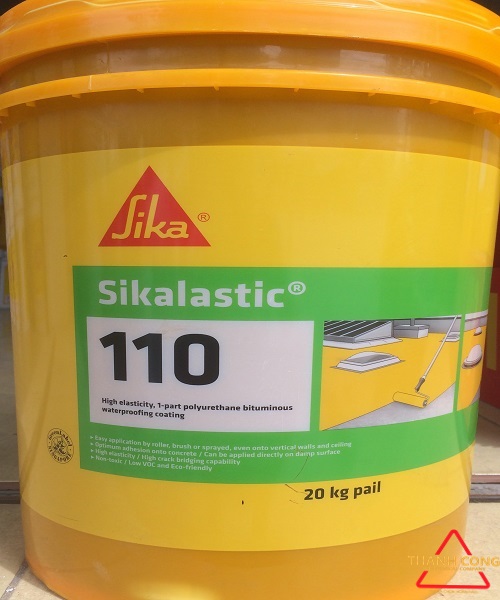 Sika®
Sikalastic®
110
High elasticity, 1-part polyurethane bituminous
waterproofing coating
» Easy application by roller, brush or sprayed, even onto vertical walls and ceiling
» Optimum adhesion onto concrete / Can be applied directly on damp surface
» High elasticity / High crack bridging capability
» Non-toxic / Low VOC and Eco-friendly
20 kg pail
THANH CONG